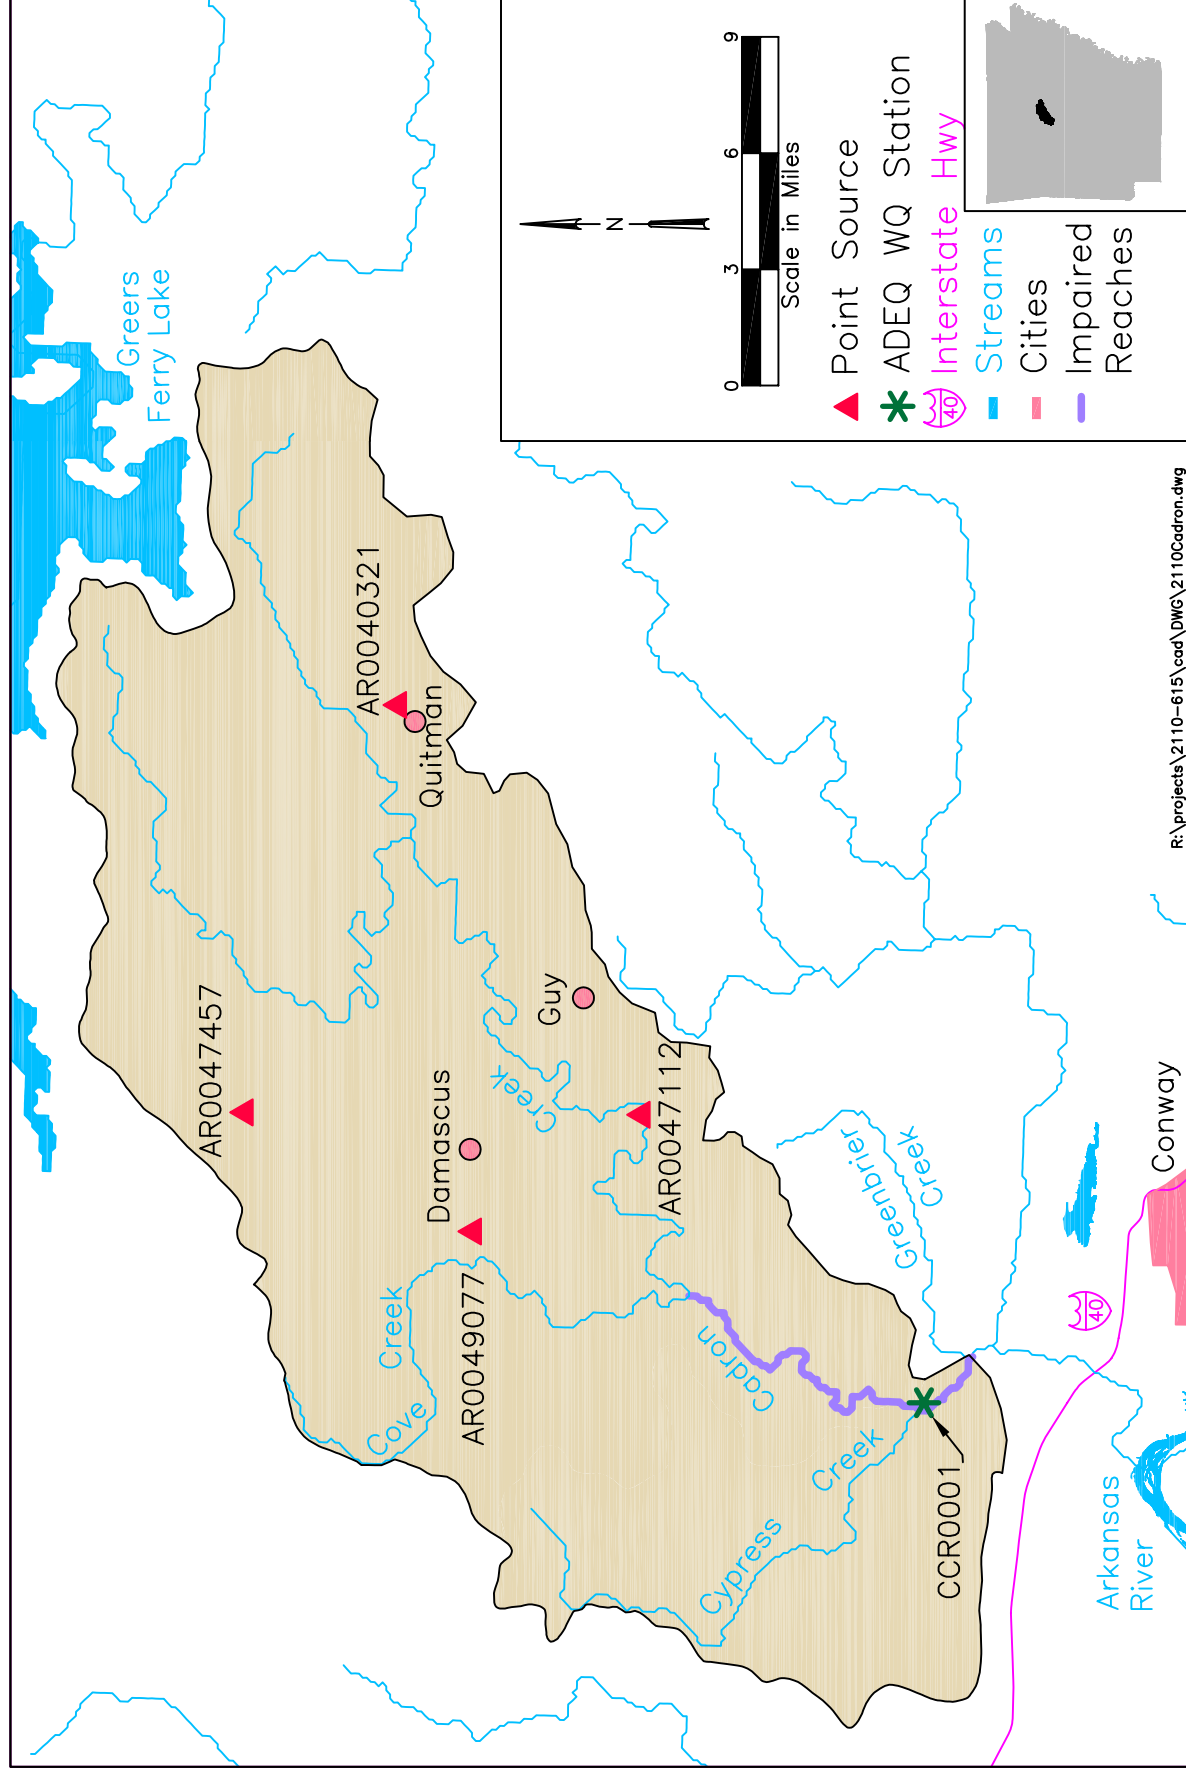 Greers
Ferry Lake
AR0040321
Quitman
AR0047457
Guy
Damascus
Creek
AR0047112
Creek
Cove
AR0049077
Cadron
Greenbrier
Creek
Creek
Cypress
CCR0001
Conway
40
Arkansas
River
N
0 3 6 9
Scale in Miles
Point Source
ADEQ WQ Station
40 Interstate Hwy
Streams
Cities
Impaired
Reaches
R:\projects\2110-615\cad\DWG\2110Cadron.dwg